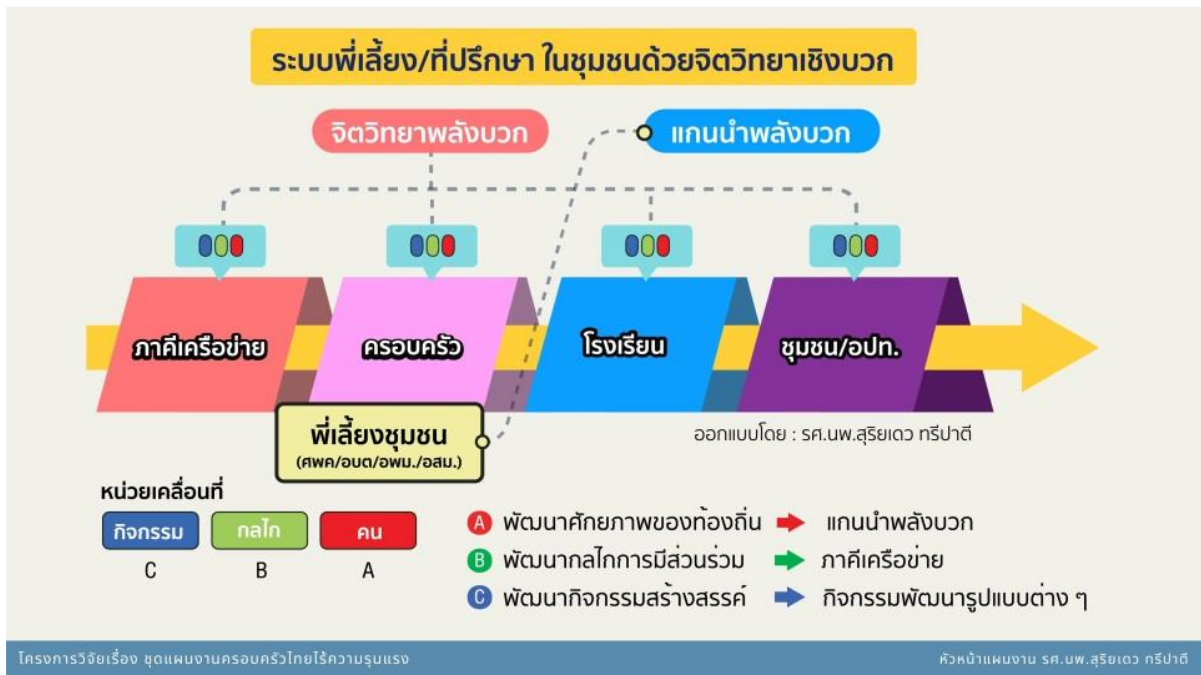 ระบบพี่เลี้ยง/ที่ปรึกษา ในชุมชนด้วยจิตวิทยาเชิงบวก
จิตวิทยาพลังบวก
แกนนำพลังบวก
ภาคีเครือข่าย
ครอบครัว
โรงเรียน
ชุมชน/อปท.
พี่เลี้ยงชุมชน
(ศพค/อบต/อพม./อสม.)
ออกแบบโดย : รศ.นพ.สุริยเดว ทรีปาตี
หน่วยเคลื่อนที่
กิจกรรม กลไก คน
C B A
A พัฒนาศักยภาพของท้องถิ่น แกนนำพลังบวก
B พัฒนากลไกการมีส่วนร่วม ภาคีเครือข่าย
C พัฒนากิจกรรมสร้างสรรค์ กิจกรรมพัฒนารูปแบบต่าง ๆ
โครงการวิจัยเรื่อง ชุดแผนงานครอบครัวไทยไร้ความรุนแรง
หัวหน้าแผนงาน รศ.นพ.สุริยเดว ทรีปาตี